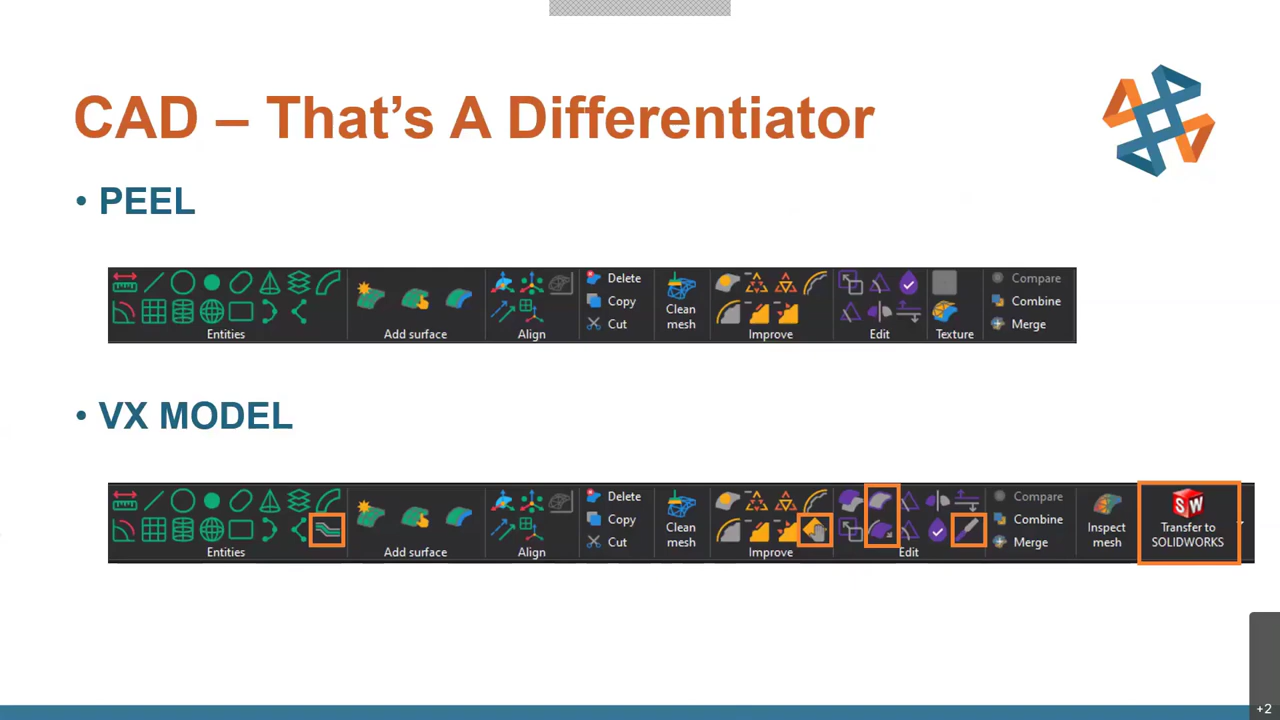 CAD – That’s A Differentiator
• PEEL
Delete
Copy
Cut
Clean
mesh
Compare
Combine
Merge
Entities
Add surface
Align
Improve
Edit
Texture
• VX MODEL
Delete
Copy
Cut
Clean
mesh
Compare
Combine
Merge
Inspect
mesh
SW
Transfer to
SOLIDWORKS
Entities
Add surface
Align
Improve
Edit
+2